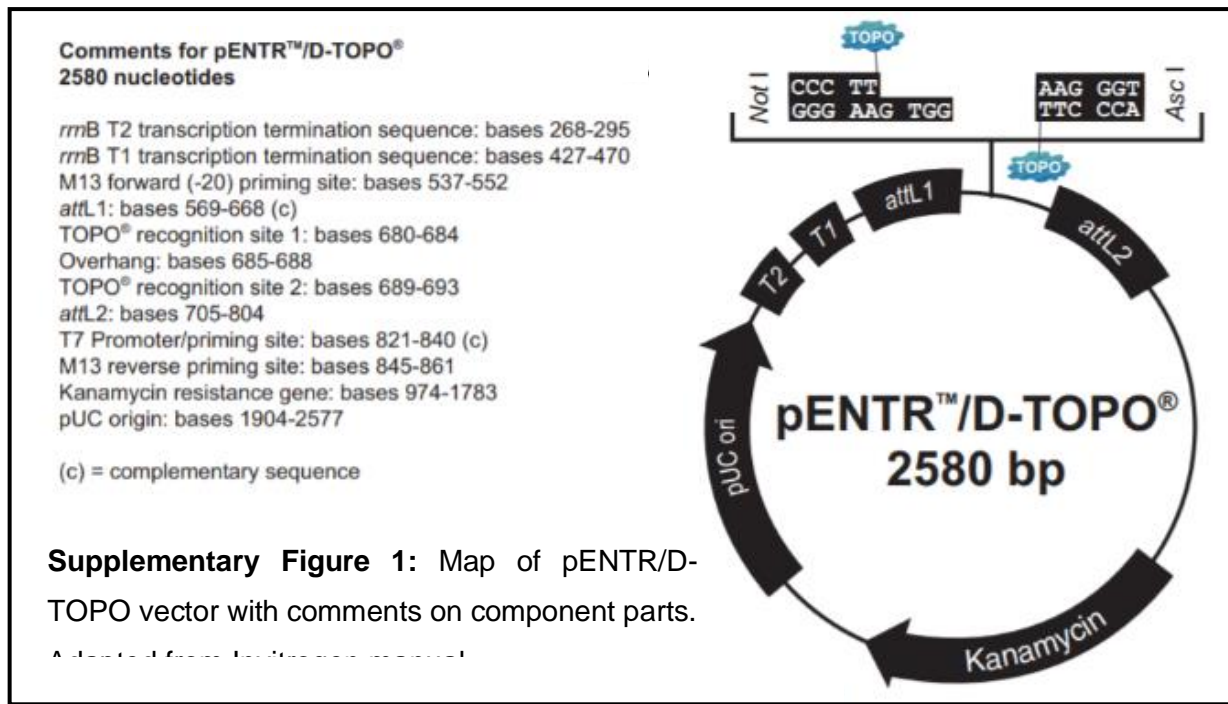 Comments for pENTR™/D-TOPO®
2580 nucleotides
rrnB T2 transcription termination sequence: bases 268-295
rrnB T1 transcription termination sequence: bases 427-470
M13 forward (-20) priming site: bases 537-552
attL1: bases 569-668 (c)
TOPO® recognition site 1: bases 680-684
Overhang: bases 685-688
TOPO® recognition site 2: bases 689-693
attL2: bases 705-804
T7 Promoter/priming site: bases 821-840 (c)
M13 reverse priming site: bases 845-861
Kanamycin resistance gene: bases 974-1783
pUC origin: bases 1904-2577
(c) = complementary sequence
Supplementary Figure 1: Map of pENTR/D-
TOPO vector with comments on component parts.
Adapted from Invitrogen manual
TOPO
Not I
CCC TT
GGG AAG TGG
AAG GGT
TTC CCA
Asc I
TOPO
attL1
T1
T2
attL2
pUC ori
pENTR™/D-TOPO®
2580 bp
Kanamycin